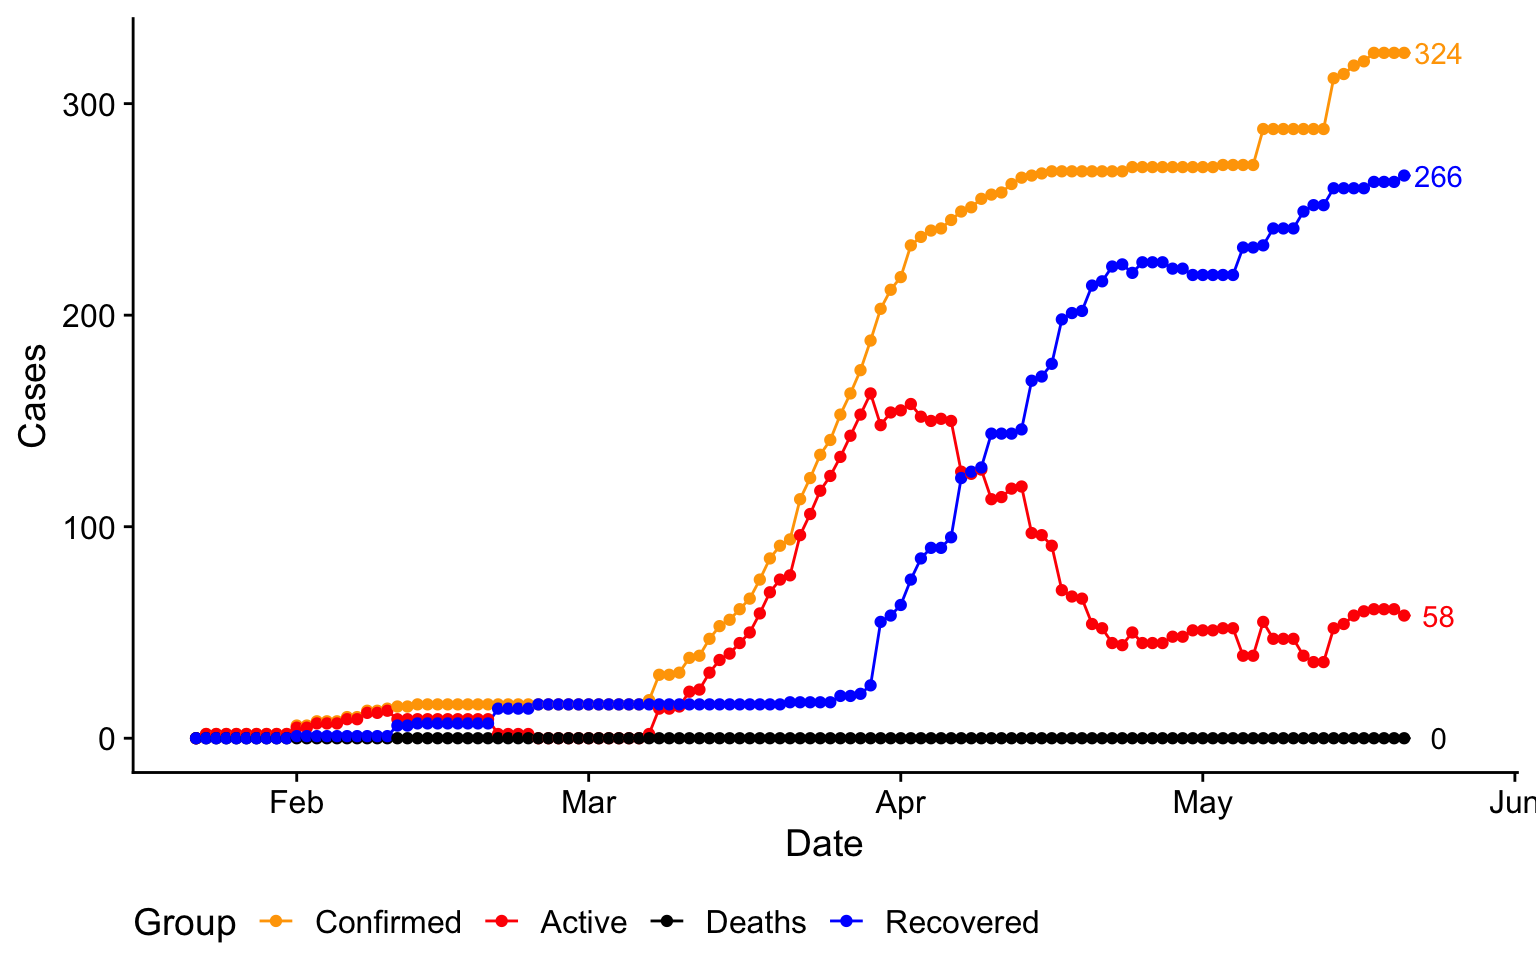 324
300
266
200
Cases
100
58
0
0
Feb Mar Apr May Jun
Date
Group Confirmed Active Deaths Recovered